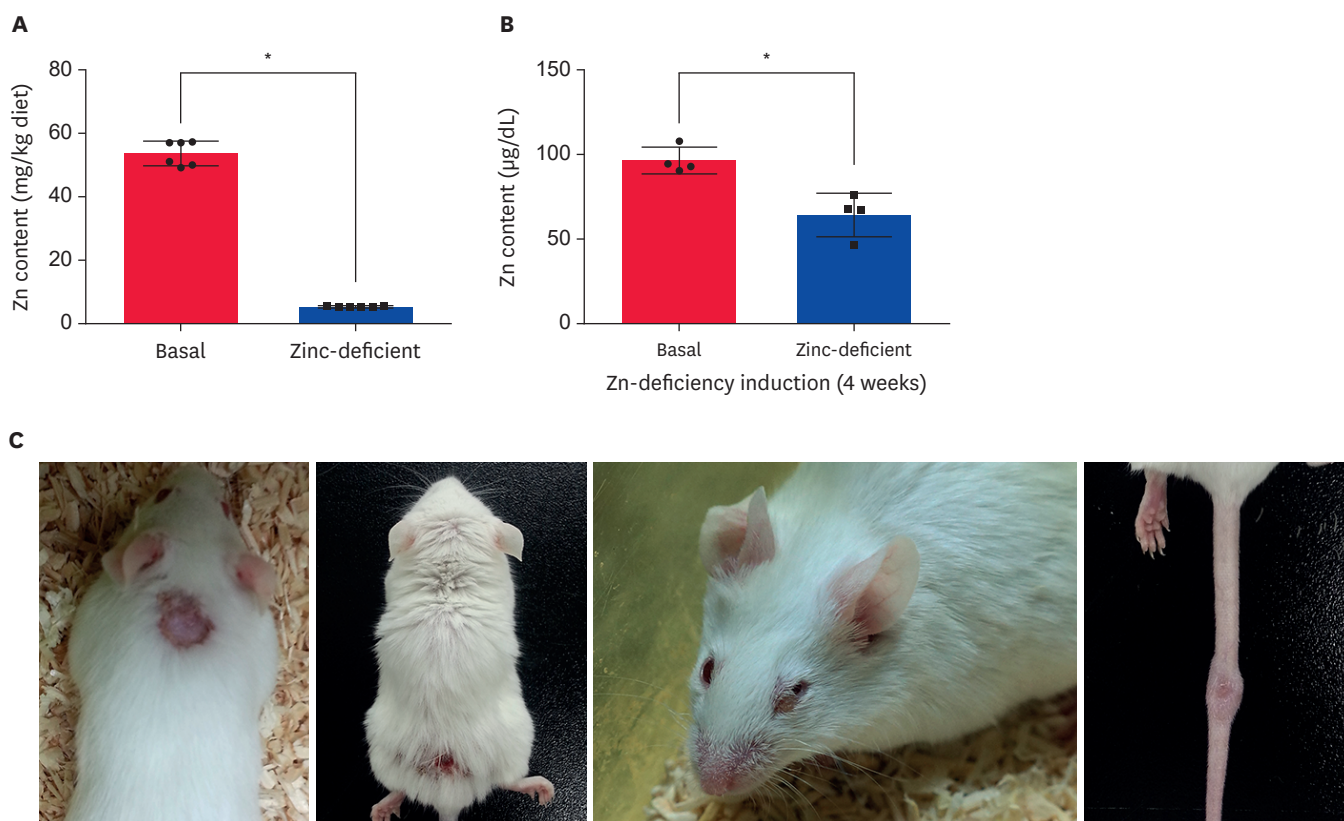 A
B
*
*
Zn content (mg/kg diet)
80
60
40
20
0
Basal
Zinc-deficient
Zn content (µg/dL)
150
100
50
0
Basal
Zinc-deficient
Zn-deficiency induction (4 weeks)
C